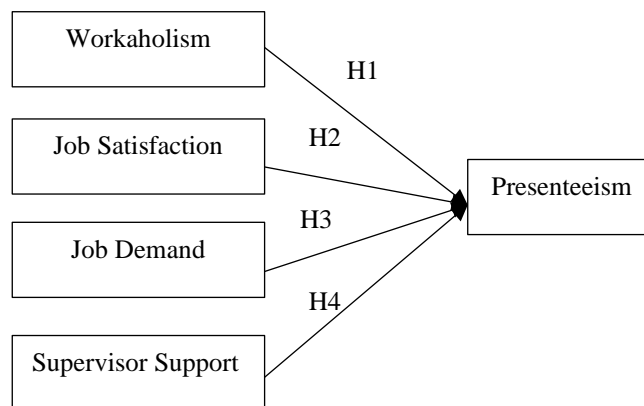 Workaholism
H1
H2
Job Satisfaction
Presenteeism
H3
Job Demand
H4
Supervisor Support